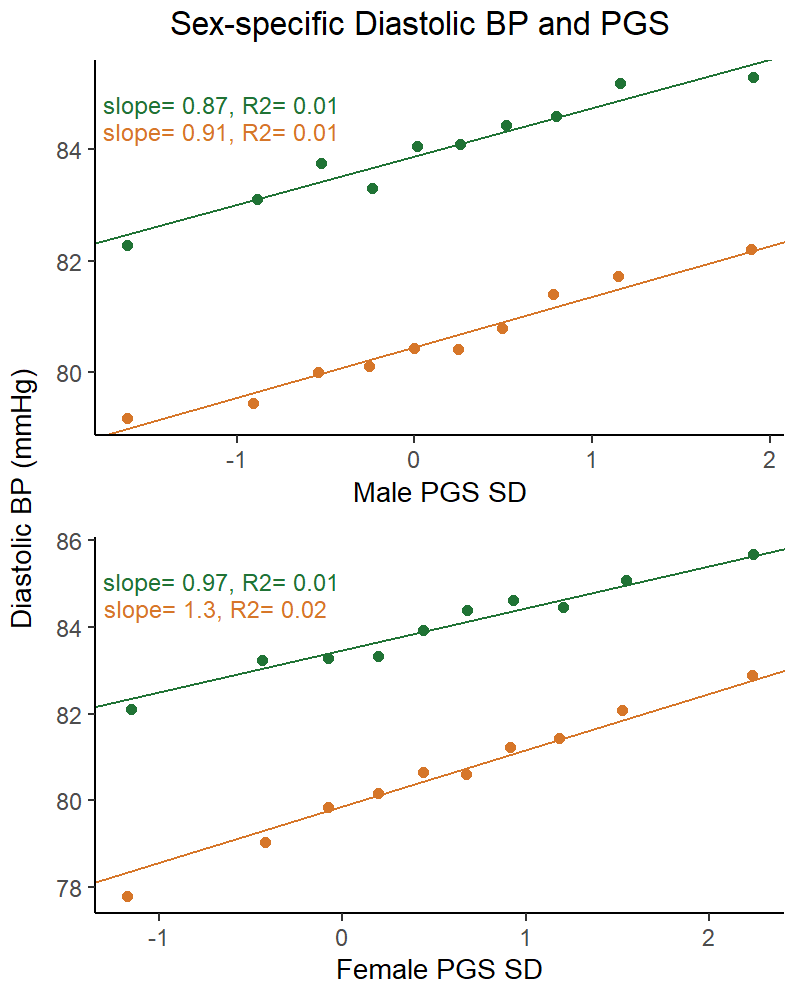 Sex-specific Diastolic BP and PGS
slope= 0.87, R2= 0.01
slope= 0.91, R2= 0.01
84
82
80
-1 0 1 2
Male PGS SD
Diastolic BP (mmHg)
86
slope= 0.97, R2= 0.01
slope= 1.3, R2= 0.02
84
82
80
78
-1 0 1 2
Female PGS SD